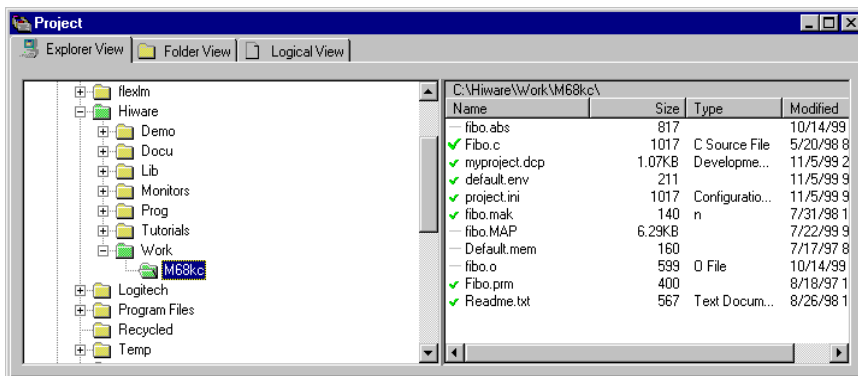 Project
Explorer View Folder View Logical View
flexlm
Hiware
Demo
Docu
Lib
Monitors
Prog
Tutorials
Work
M68kc
Logitech
Program Files
Recycled
Temp
C:\Hiware\Work\M68kc\
Name Size Type Modified
fibo.abs 817 10/14/99
Fibo.c 1017 C Source File 5/20/98 8
myproject.dcp 1.07KB Developme... 11/5/99 2
default.env 211 11/5/99 9
project.ini 1017 Configuratio... 11/5/99 9
fibo.mak 140 n 7/31/98 1
fibo.MAP 6.29KB 7/22/99 9
Default.mem 160 7/17/97 8
fibo.o 599 O File 10/14/99
Fibo.prm 400 8/18/97 1
Readme.txt 567 Text Docum... 8/26/98 1